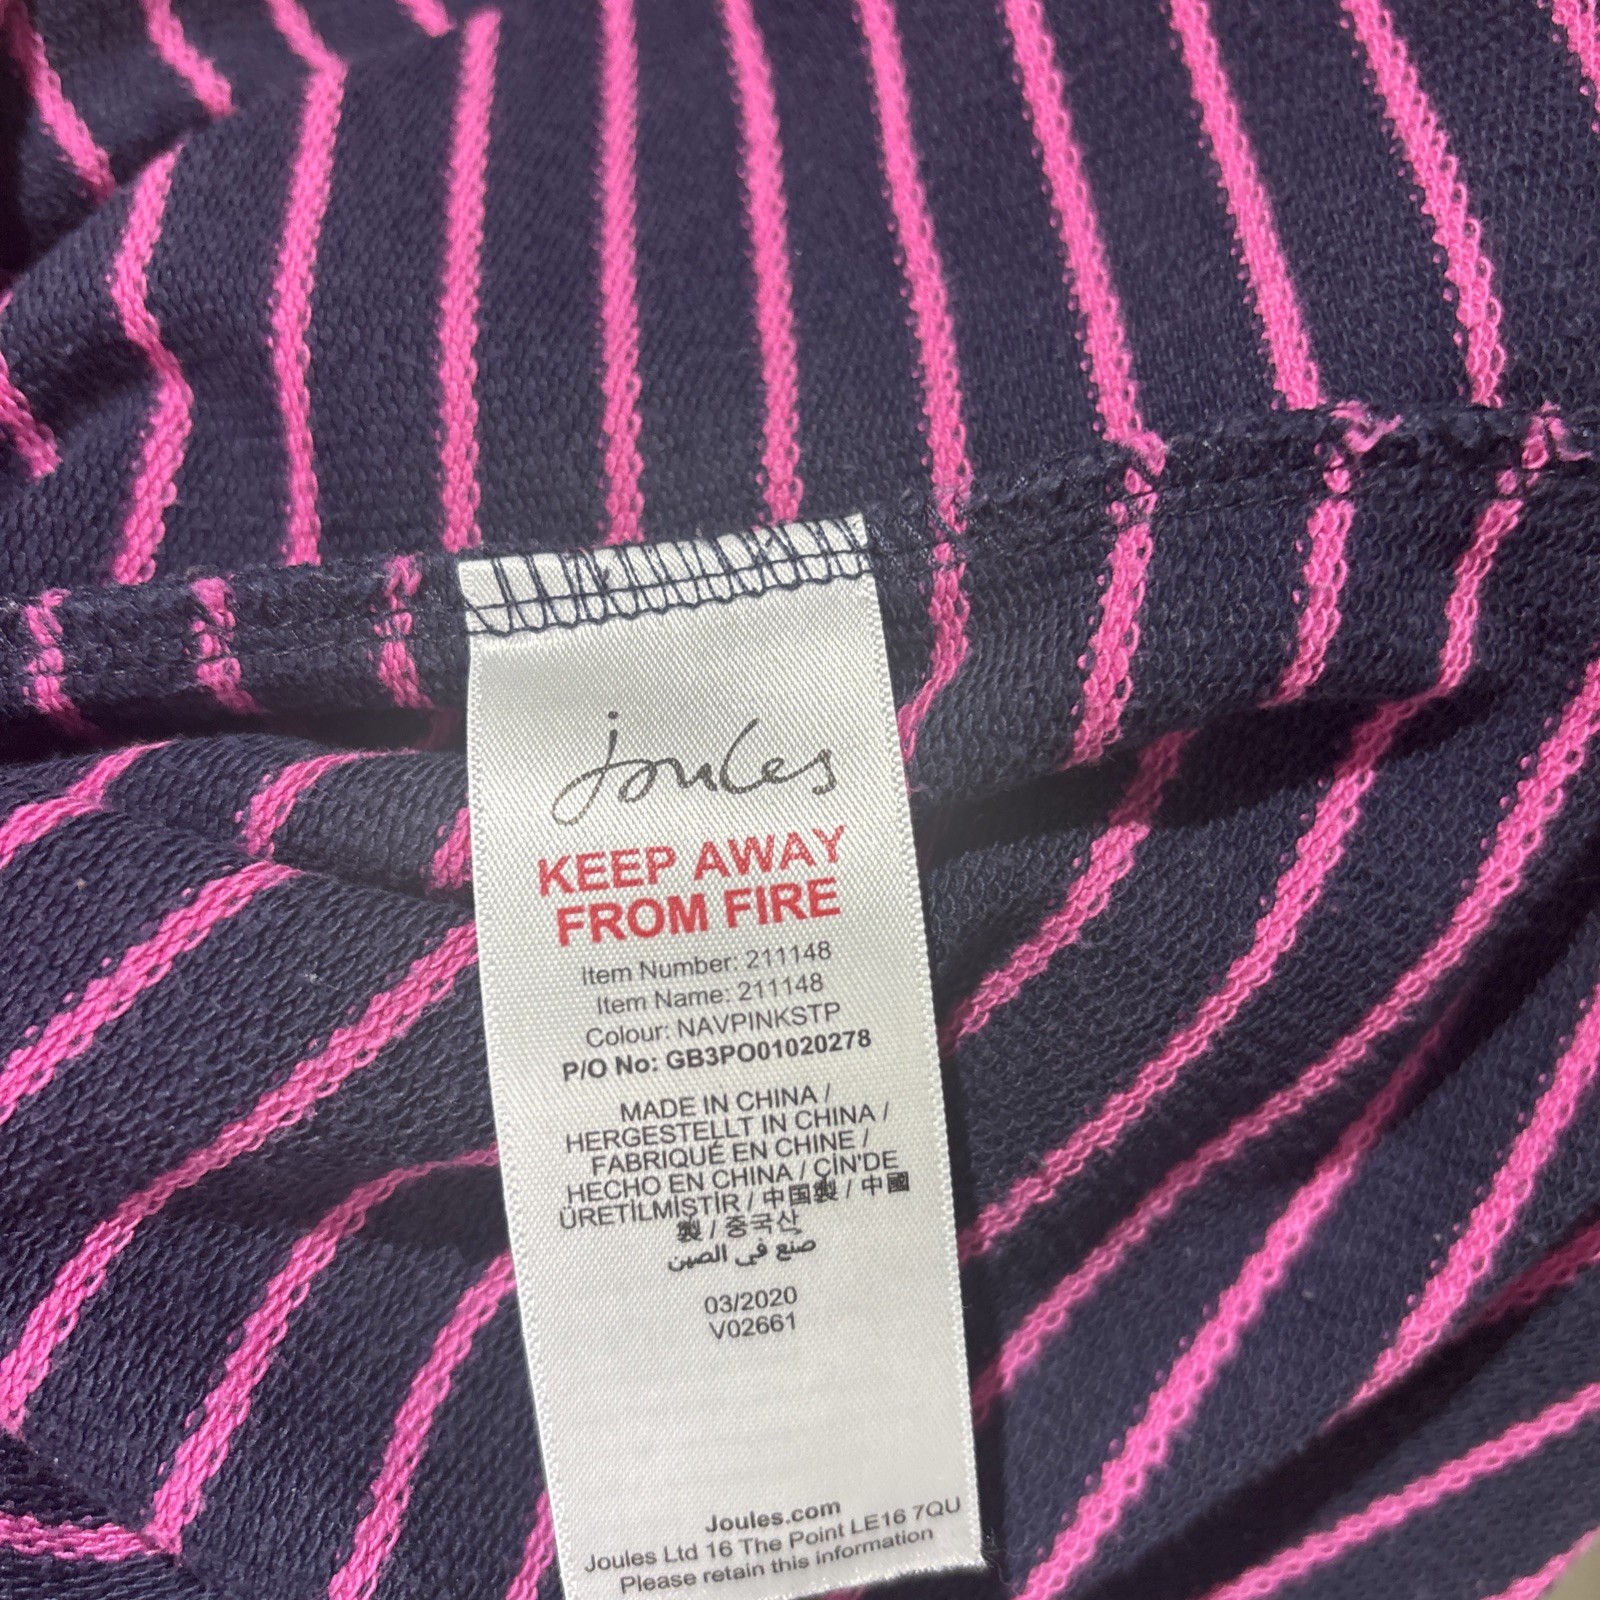 Joules
KEEP AWAY
FROM FIRE
Item Number: 211148
Item Name: 211148
Colour: NAVPINKSTP
P/O No: GB3PO01020278
MADE IN CHINA /
HERGESTELLT IN CHINA /
FABRIQUÉ EN CHINE /
HECHO EN CHINA / ÇİN'DE
ÜRETİLMİŞTİR / 中国製 / 中國
製 / 중국산
صنع في الصين
03/2020
V02661
Joules.com
Joules Ltd 16 The Point LE16 7QU
Please retain this information